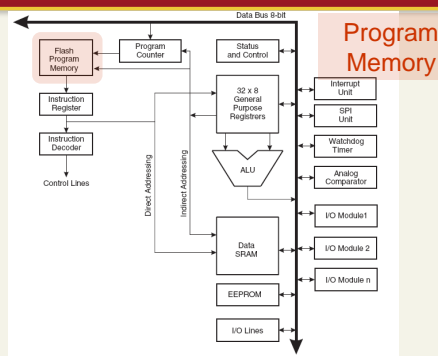 Data Bus 8-bit
Program
Memory
Flash
Program
Memory
Program
Counter
Status
and Control
Interrupt
Unit
32 x 8
General
Purpose
Registrers
Instruction
Register
SPI
Unit
Instruction
Decoder
Watchdog
Timer
Control Lines
Direct Addressing
Indirect Addressing
ALU
Analog
Comparator
I/O Module1
Data
SRAM
I/O Module 2
I/O Module n
EEPROM
I/O Lines